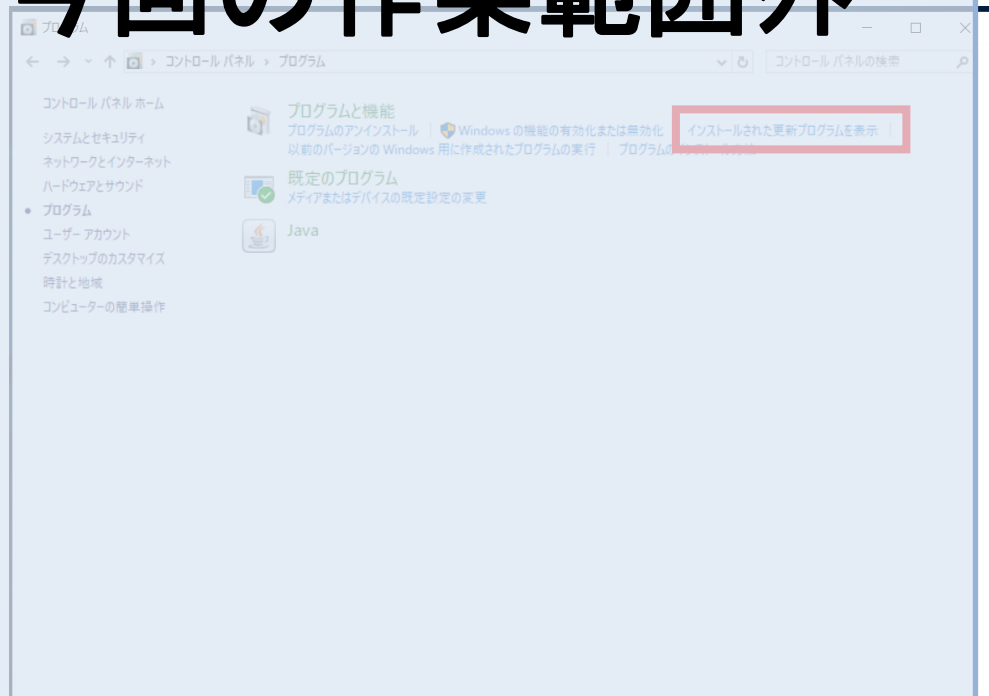 今回の作業範囲外
プログラム
コントロール パネル › プログラム
コントロール パネルの検索
コントロール パネル ホーム
システムとセキュリティ
ネットワークとインターネット
ハードウェアとサウンド
プログラム
ユーザー アカウント
デスクトップのカスタマイズ
時計と地域
コンピューターの簡単操作
プログラムと機能
プログラムのアンインストール
Windows の機能の有効化または無効化
インストールされた更新プログラムを表示
以前のバージョンの Windows 用に作成されたプログラムの実行
プログラムの
既定のプログラム
メディアまたはデバイスの既定設定の変更
Java